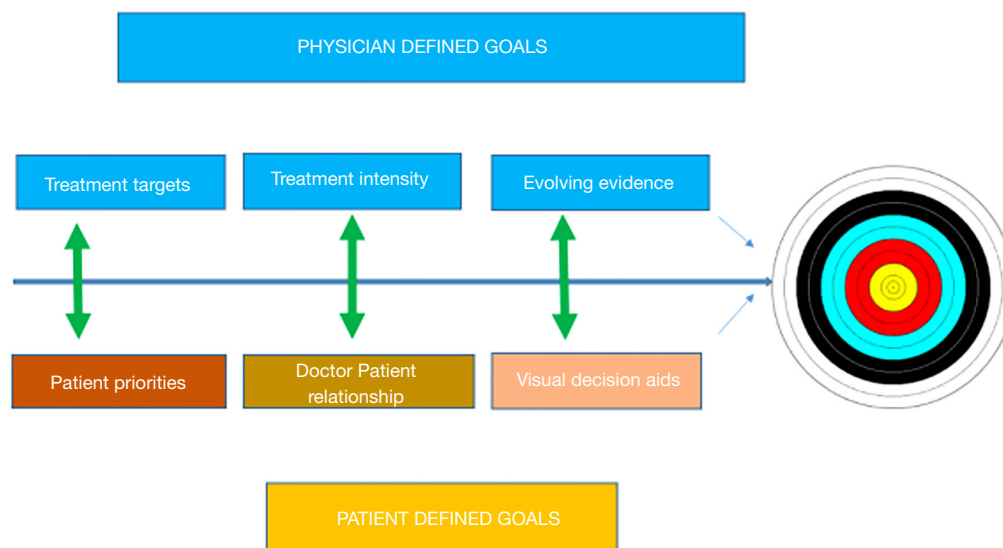 PHYSICIAN DEFINED GOALS
Treatment targets
Treatment intensity
Evolving evidence
Patient priorities
Doctor Patient
relationship
Visual decision aids
PATIENT DEFINED GOALS